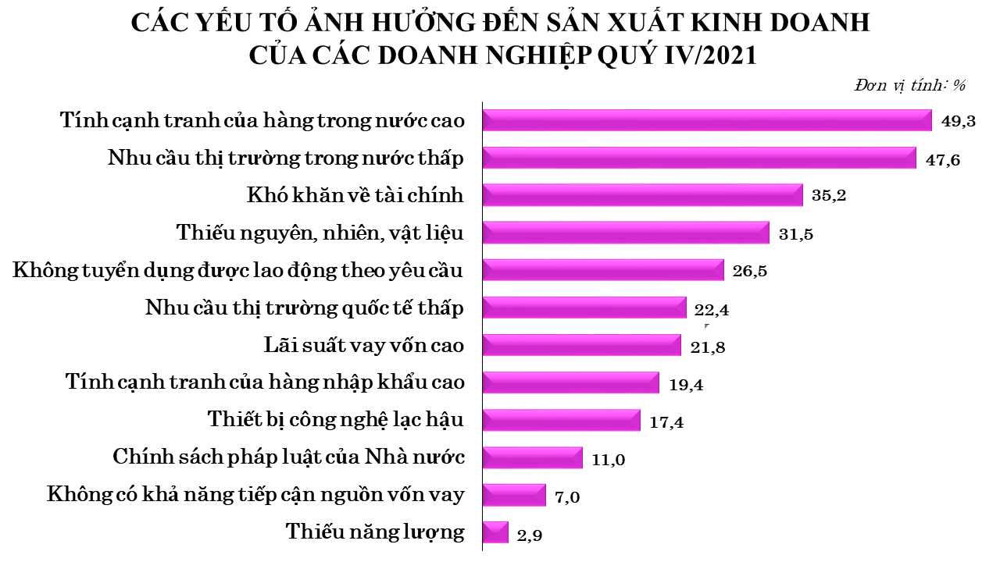 CÁC YẾU TỐ ẢNH HƯỞNG ĐẾN SẢN XUẤT KINH DOANH
CỦA CÁC DOANH NGHIỆP QUÝ IV/2021
Đơn vị tính: %
Tính cạnh tranh của hàng trong nước cao 49,3
Nhu cầu thị trường trong nước thấp 47,6
Khó khăn về tài chính 35,2
Thiếu nguyên, nhiên, vật liệu 31,5
Không tuyển dụng được lao động theo yêu cầu 26,5
Nhu cầu thị trường quốc tế thấp 22,4
Lãi suất vay vốn cao 21,8
Tính cạnh tranh của hàng nhập khẩu cao 19,4
Thiết bị công nghệ lạc hậu 17,4
Chính sách pháp luật của Nhà nước 11,0
Không có khả năng tiếp cận nguồn vốn vay 7,0
Thiếu năng lượng 2,9